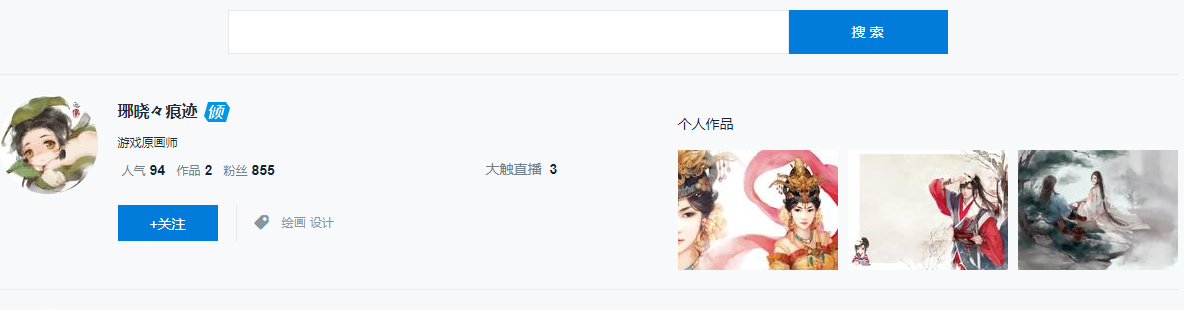 搜 索
琊晓々痕迹 倾
游戏原画师
人气 94 作品 2 粉丝 855
大触直播 3
+关注
绘画 设计
个人作品